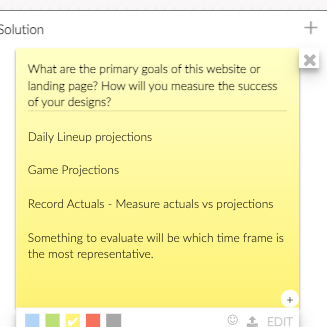 Solution
What are the primary goals of this website or
landing page? How will you measure the success
of your designs?
Daily Lineup projections
Game Projections
Record Actuals - Measure actuals vs projections
Something to evaluate will be which time frame is
the most representative.
EDIT